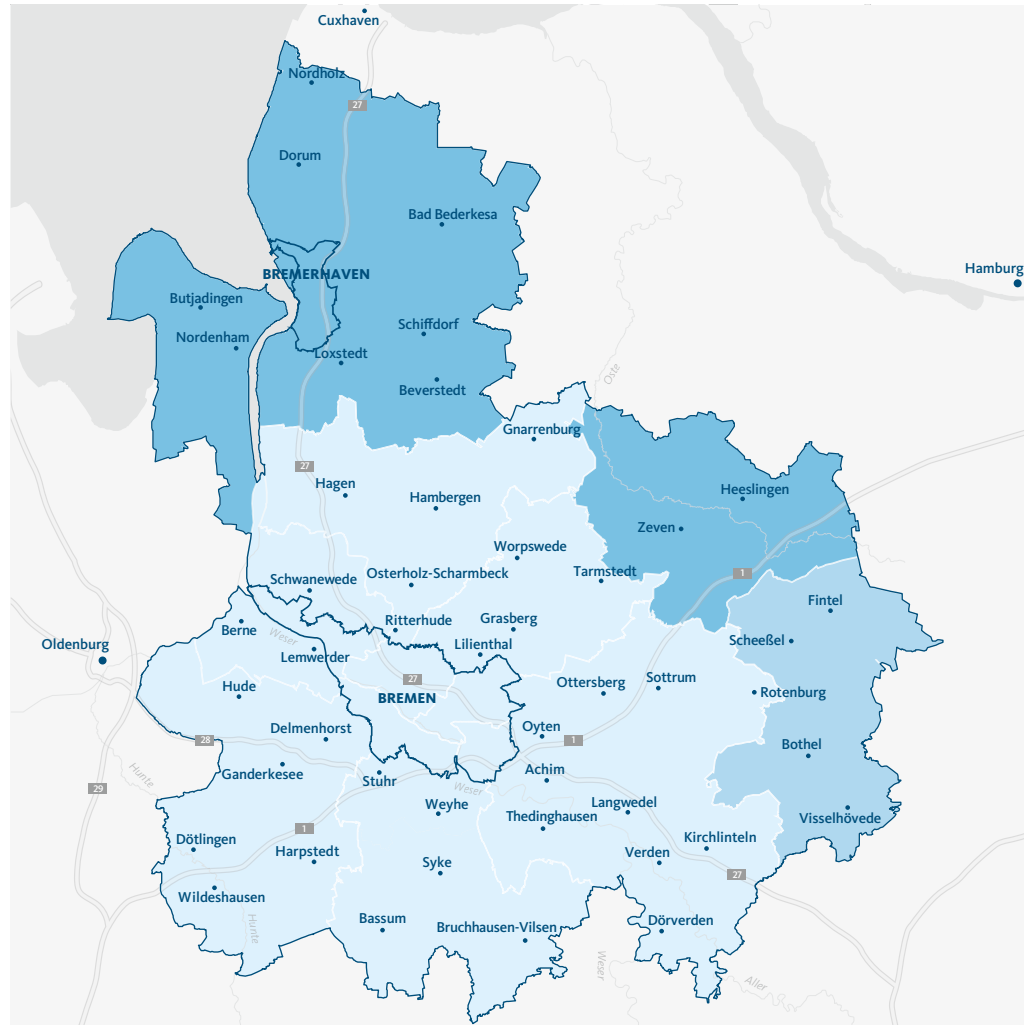 Cuxhaven
Nordholz
27
Dorum
Bad Bederkesa
Hamburg
BREMERHAVEN
Butjadingen
Schiffdorf
Nordenham
Loxstedt
Oste
Beverstedt
Gnarrenburg
27
Hagen
Heeslingen
Hambergen
Zeven
Worpswede
Tarmstedt
1
Osterholz-Scharmbeck
Schwanewede
Fintel
Ritterhude
Grasberg
Berne
Weser
Scheeßel
Oldenburg
Lilienthal
Lemwerder
27
Sottrum
Ottersberg
Hude
Rotenburg
BREMEN
Delmenhorst
Oyten
28
1
Bothel
Ganderkesee
Achim
Hunte
Stuhr
29
Weser
Weyhe
Langwedel
Thedinghausen
Visselhövede
1
Dötlingen
Kirchlinteln
Harpstedt
Verden
Syke
27
Wildeshausen
Bassum
Dörverden
Hunte
Bruchhausen-Vilsen
Weser
Aller